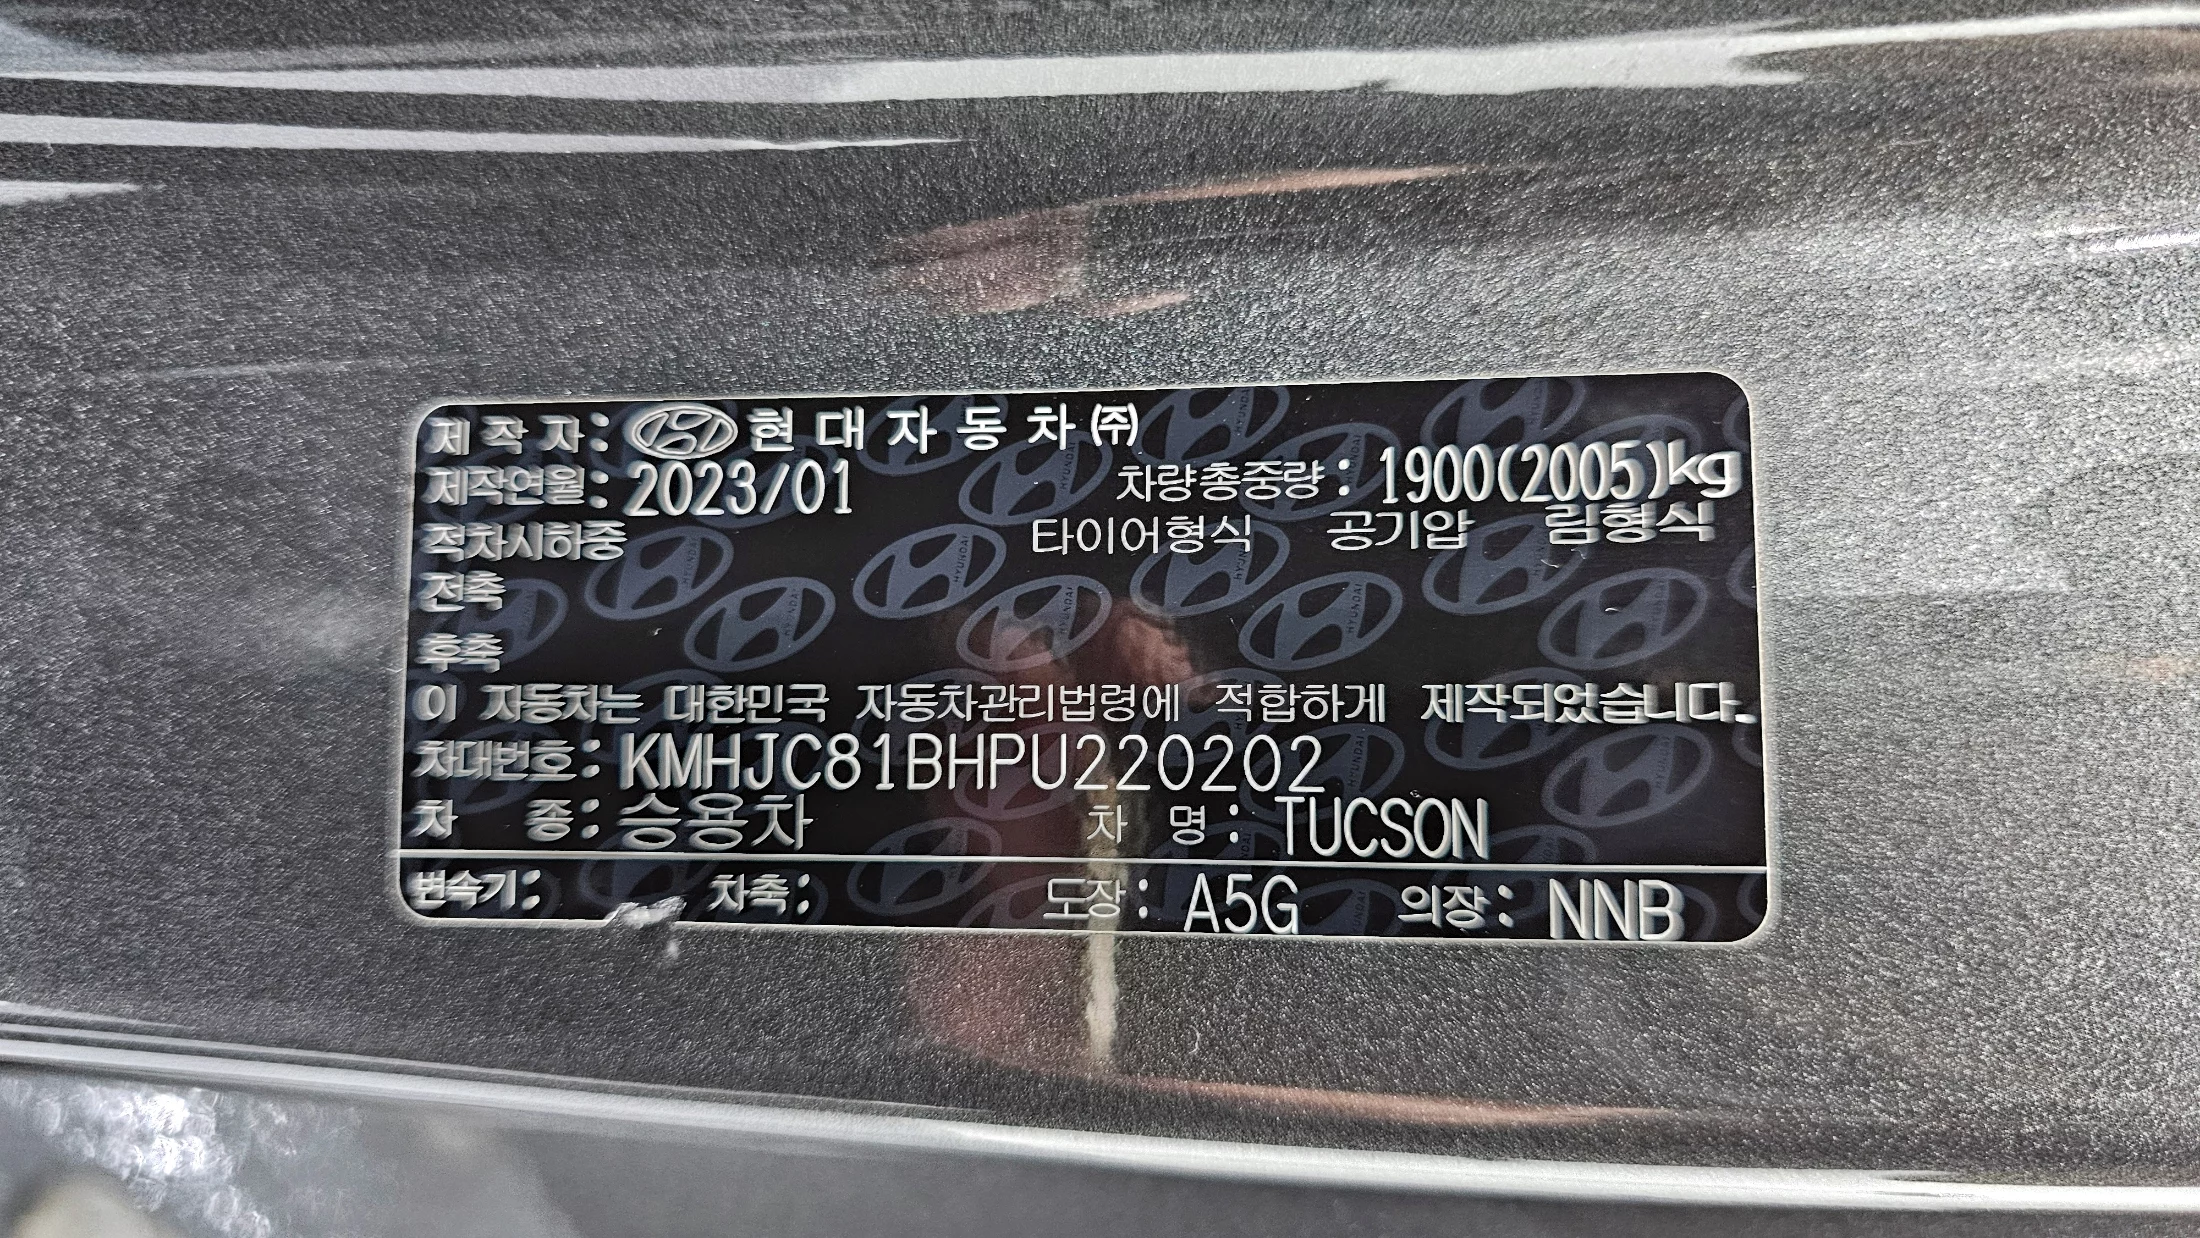 제 작 자 : HYUNDAI 현 대 자 동 차 ㈜
제작연월 : 2023/01 차량총중량 : 1900(2005)kg
적차시하중 타이어형식 공기압 림형식
전축
후축
이 자동차는 대한민국 자동차관리법령에 적합하게 제작되었습니다.
차대번호 : KMHJC81BHPU220202
차 종 : 승용차 차 명 : TUCSON
변속기 : 차축 : 도장 : A5G 의장 : NNB